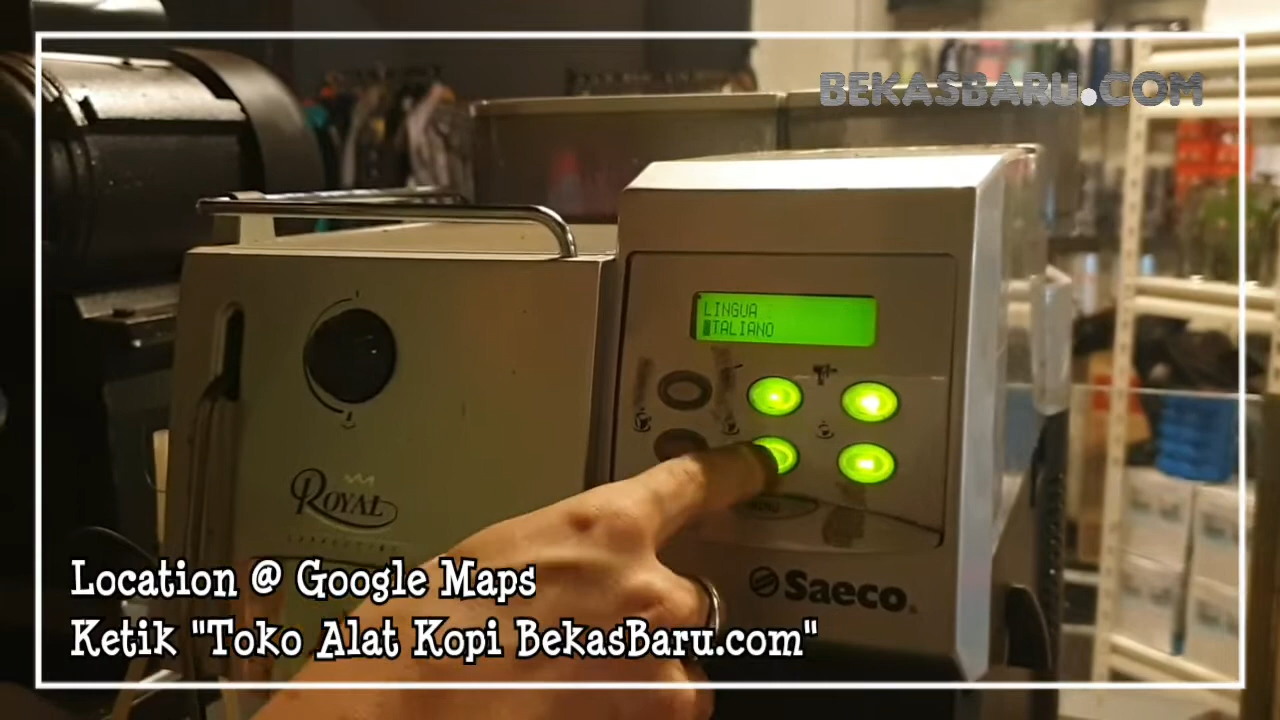 BEKASBARU.COM
LINGUA
ITALIANO
ROYAL
Saeco
Location @ Google Maps
Ketik "Toko Alat Kopi BekasBaru.com"